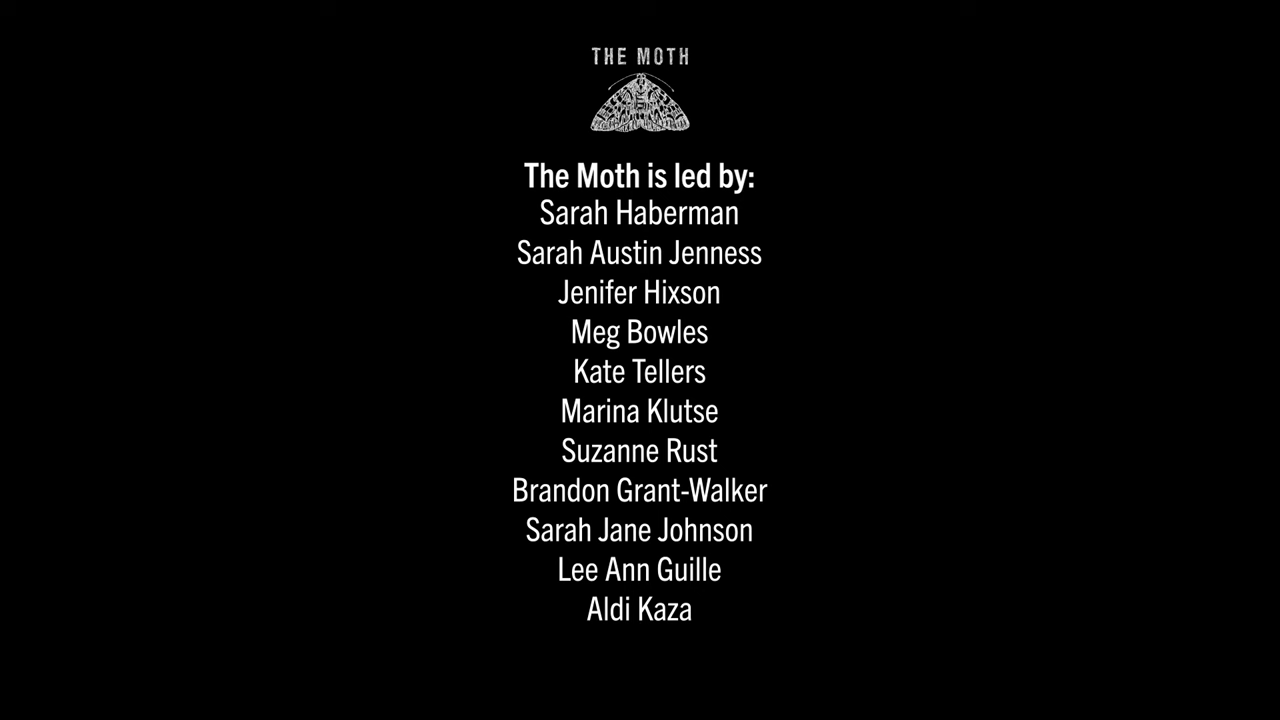 THE MOTH
The Moth is led by:
Sarah Haberman
Sarah Austin Jenness
Jenifer Hixson
Meg Bowles
Kate Tellers
Marina Klutse
Suzanne Rust
Brandon Grant-Walker
Sarah Jane Johnson
Lee Ann Guille
Aldi Kaza